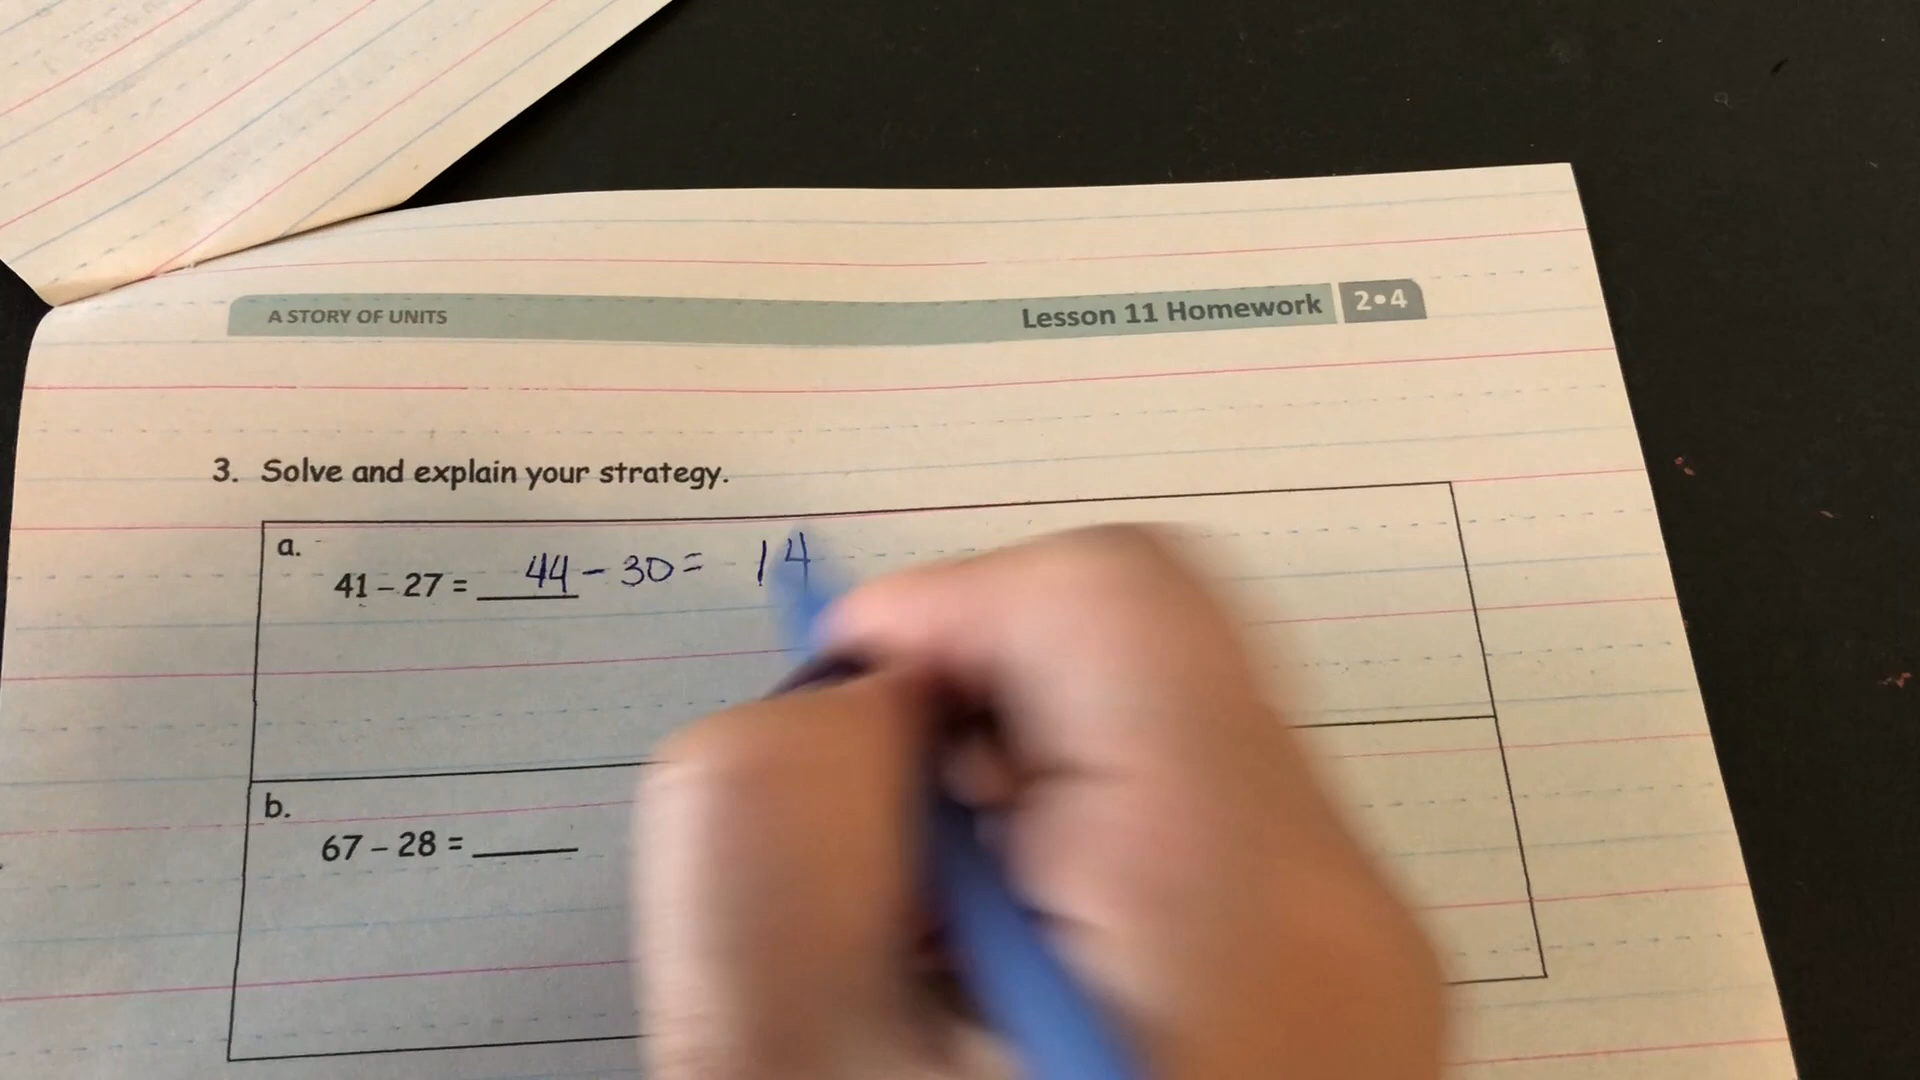 A STORY OF UNITS Lesson 11 Homework 2•4
3. Solve and explain your strategy.
a.
41 – 27 = 44 - 30 = 14
b.
67 – 28 = ______